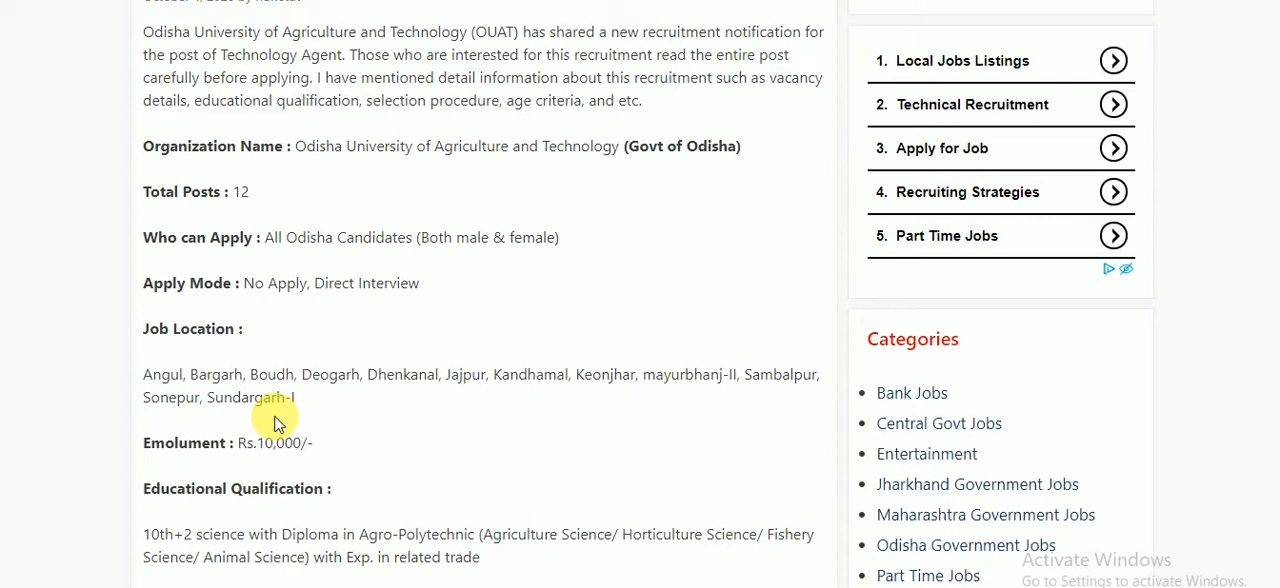 Odisha University of Agriculture and Technology (OUAT) has shared a new recruitment notification for
the post of Technology Agent. Those who are interested for this recruitment read the entire post
carefully before applying. I have mentioned detail information about this recruitment such as vacancy
details, educational qualification, selection procedure, age criteria, and etc.
Organization Name : Odisha University of Agriculture and Technology (Govt of Odisha)
Total Posts : 12
Who can Apply : All Odisha Candidates (Both male & female)
Apply Mode : No Apply, Direct Interview
Job Location :
Angul, Bargarh, Boudh, Deogarh, Dhenkanal, Jajpur, Kandhamal, Keonjhar, mayurbhanj-II, Sambalpur,
Sonepur, Sundargarh-I
Emolument : Rs.10,000/-
Educational Qualification :
10th+2 science with Diploma in Agro-Polytechnic (Agriculture Science/ Horticulture Science/ Fishery
Science/ Animal Science) with Exp. in related trade
1. Local Jobs Listings
2. Technical Recruitment
3. Apply for Job
4. Recruiting Strategies
5. Part Time Jobs
Categories
Bank Jobs
Central Govt Jobs
Entertainment
Jharkhand Government Jobs
Maharashtra Government Jobs
Odisha Government Jobs
Part Time Jobs
Activate Windows
Go to Settings to activate Windows.